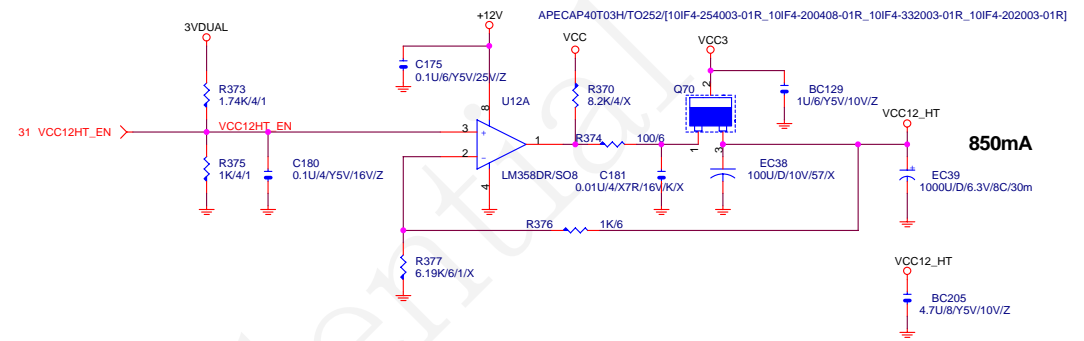 +12V
APECAP40T03H/TO252/[10IF4-254003-01R_10IF4-200408-01R_10IF4-332003-01R_10IF4-202003-01R]
3VDUAL
VCC
VCC3
C175
0.1U/6/Y5V/25V/Z
R373
1.74K/4/1
U12A
R370
8.2K/4/X
Q70
2
BC129
1U/6/Y5V/10V/Z
8
VCC12_HT
31 VCC12HT_EN
VCC12HT_EN
3
+
1
R374
100/6
850mA
R375
1K/4/1
C180
0.1U/4/Y5V/16V/Z
2
-
4
LM358DR/SO8
C181
0.01U/4/X7R/16V/K/X
1
3
EC38
100U/D/10V/57/X
+
EC39
1000U/D/6.3V/8C/30m
R376
1K/6
R377
6.19K/6/1/X
VCC12_HT
BC205
4.7U/8/Y5V/10V/Z